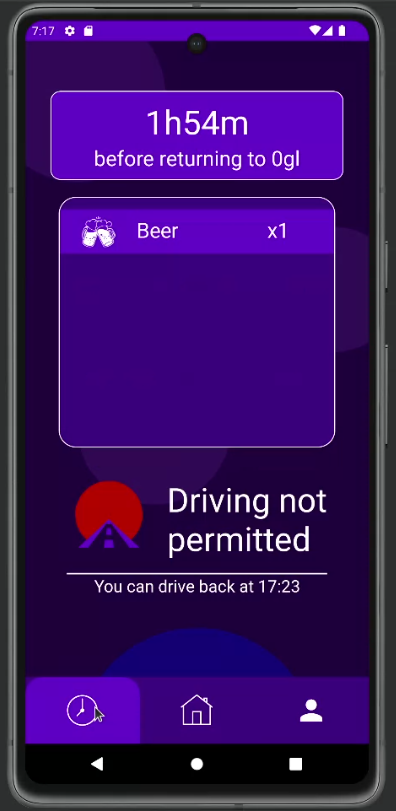 7:17
1h54m
before returning to 0gl
Beer x1
Driving not
permitted
You can drive back at 17:23